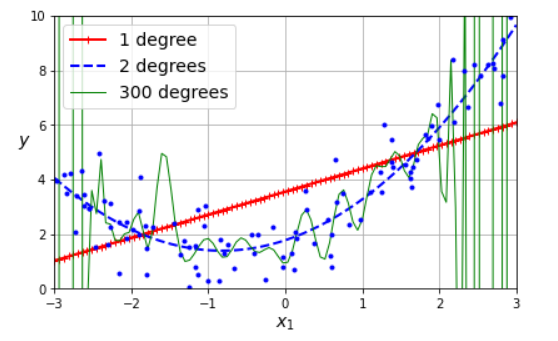 10
8
6
4
2
0
y
1 degree
2 degrees
300 degrees
−3 −2 −1 0 1 2 3
x₁